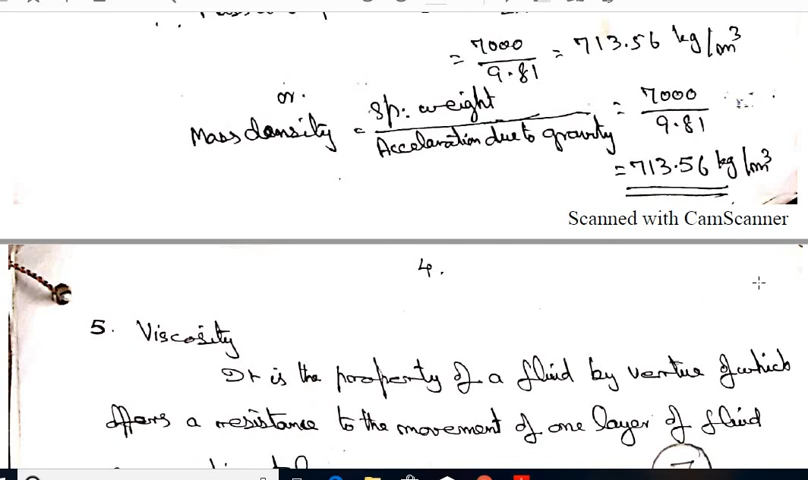 = 7000 / 9.81 = 713.56 kg/m³
or.
Mass density = Sp: weight / Accelaration due to gravity = 7000 / 9.81
= 713.56 kg/m³
Scanned with CamScanner
4.
5. Viscosity
It is the property of a fluid by vertue of which
offers a resistance to the movement of one layer of fluid